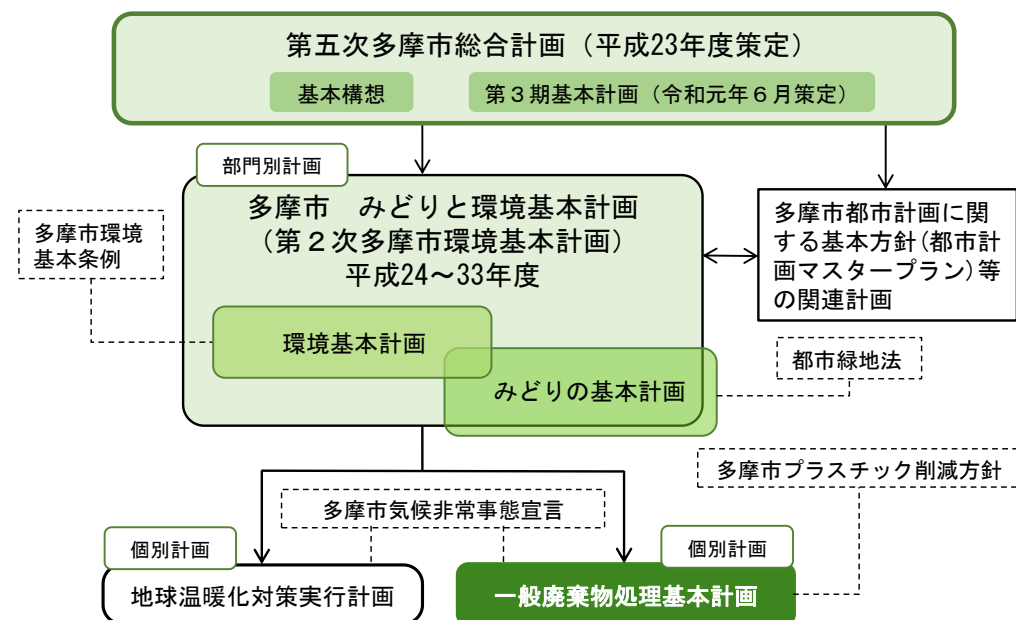 第五次多摩市総合計画（平成23年度策定）
基本構想
第３期基本計画（令和元年６月策定）
部門別計画
多摩市　みどりと環境基本計画
（第２次多摩市環境基本計画）
平成24～33年度
多摩市環境
基本条例
多摩市都市計画に関
する基本方針(都市計
画マスタープラン)等
の関連計画
環境基本計画
みどりの基本計画
都市緑地法
多摩市プラスチック削減方針
多摩市気候非常事態宣言
個別計画
地球温暖化対策実行計画
個別計画
一般廃棄物処理基本計画